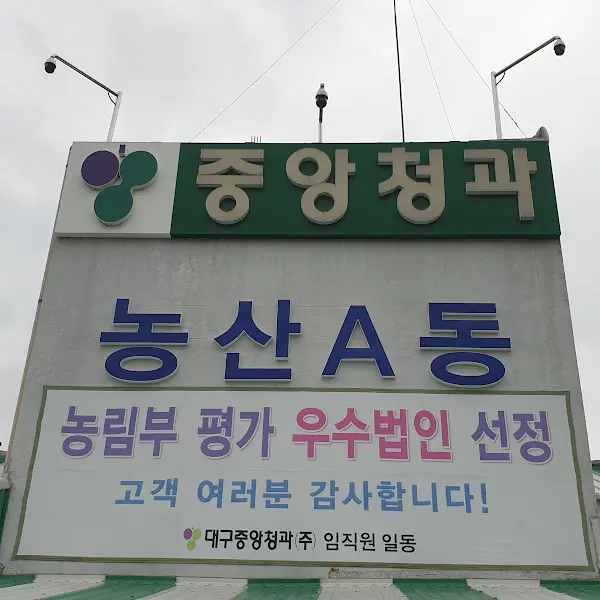 중앙청과
농산A동
농림부 평가 우수법인 선정
고객 여러분 감사합니다!
대구중앙청과(주) 임직원 일동